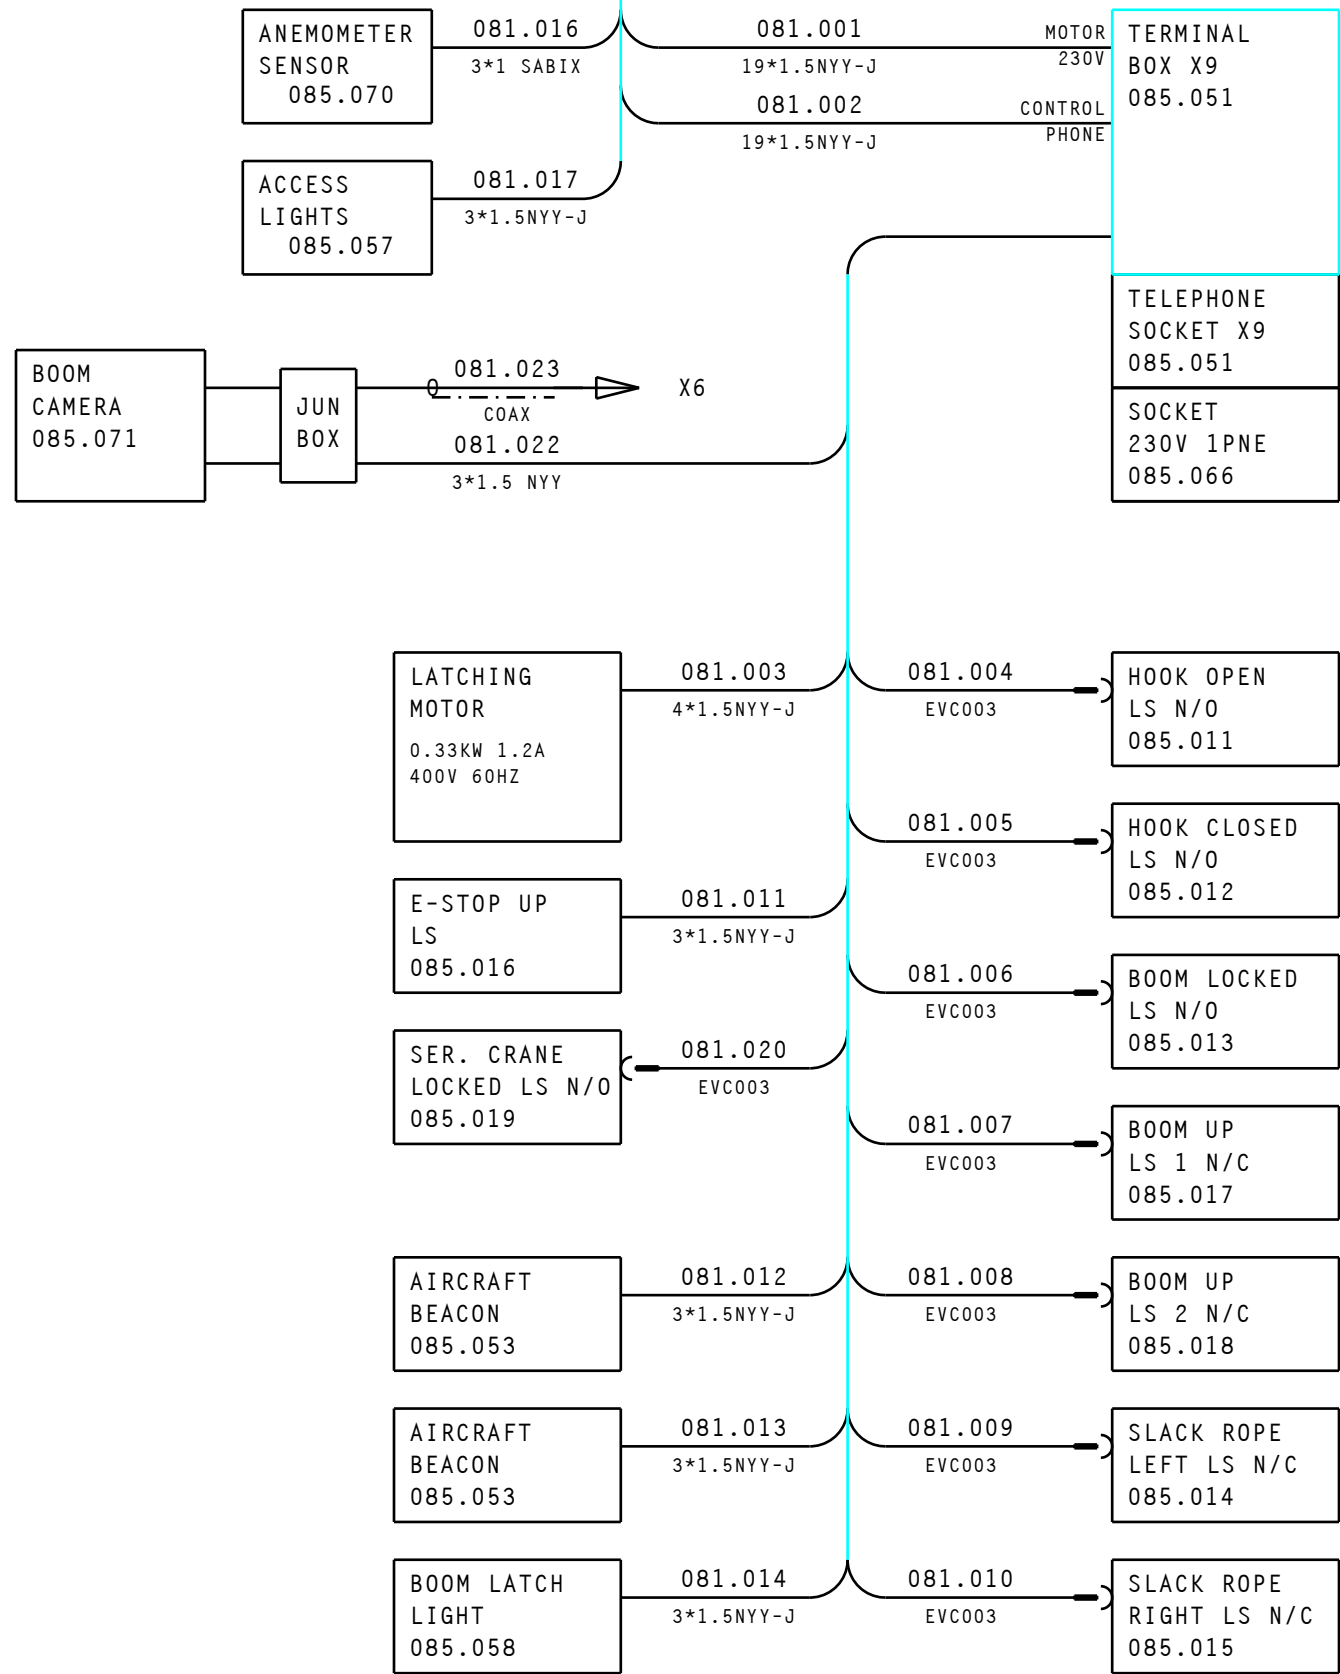 ANEMOMETER
SENSOR
085.070
081.016
3*1 SABIX
081.001
19*1.5NYY-J
MOTOR
230V
081.002
19*1.5NYY-J
CONTROL
PHONE
TERMINAL
BOX X9
085.051
ACCESS
LIGHTS
085.057
081.017
3*1.5NYY-J
TELEPHONE
SOCKET X9
085.051
SOCKET
230V 1PNE
085.066
BOOM
CAMERA
085.071
JUN
BOX
081.023
COAX
X6
081.022
3*1.5 NYY
LATCHING
MOTOR
0.33KW 1.2A
400V 60HZ
081.003
4*1.5NYY-J
081.004
EVC003
HOOK OPEN
LS N/O
085.011
081.005
EVC003
HOOK CLOSED
LS N/O
085.012
E-STOP UP
LS
085.016
081.011
3*1.5NYY-J
081.006
EVC003
BOOM LOCKED
LS N/O
085.013
SER. CRANE
LOCKED LS N/O
085.019
081.020
EVC003
081.007
EVC003
BOOM UP
LS 1 N/C
085.017
AIRCRAFT
BEACON
085.053
081.012
3*1.5NYY-J
081.008
EVC003
BOOM UP
LS 2 N/C
085.018
AIRCRAFT
BEACON
085.053
081.013
3*1.5NYY-J
081.009
EVC003
SLACK ROPE
LEFT LS N/C
085.014
BOOM LATCH
LIGHT
085.058
081.014
3*1.5NYY-J
081.010
EVC003
SLACK ROPE
RIGHT LS N/C
085.015